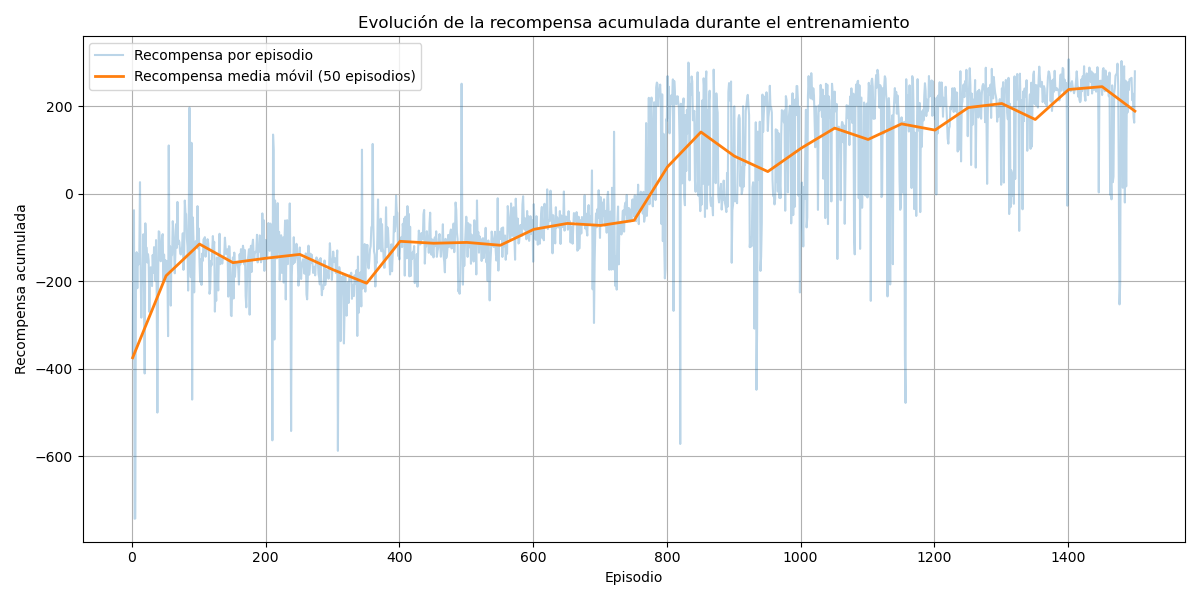 Evolución de la recompensa acumulada durante el entrenamiento
Recompensa por episodio
Recompensa media móvil (50 episodios)
Recompensa acumulada
200
0
−200
−400
−600
0 200 400 600 800 1000 1200 1400
Episodio